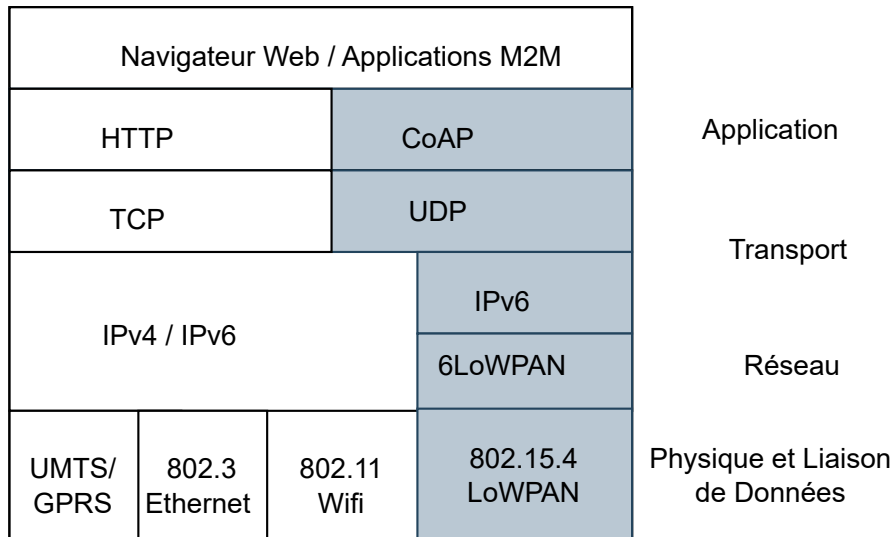 Navigateur Web / Applications M2M
HTTP
CoAP
Application
TCP
UDP
Transport
IPv4 / IPv6
IPv6
6LoWPAN
Réseau
UMTS/
GPRS
802.3
Ethernet
802.11
Wifi
802.15.4
LoWPAN
Physique et Liaison
de Données